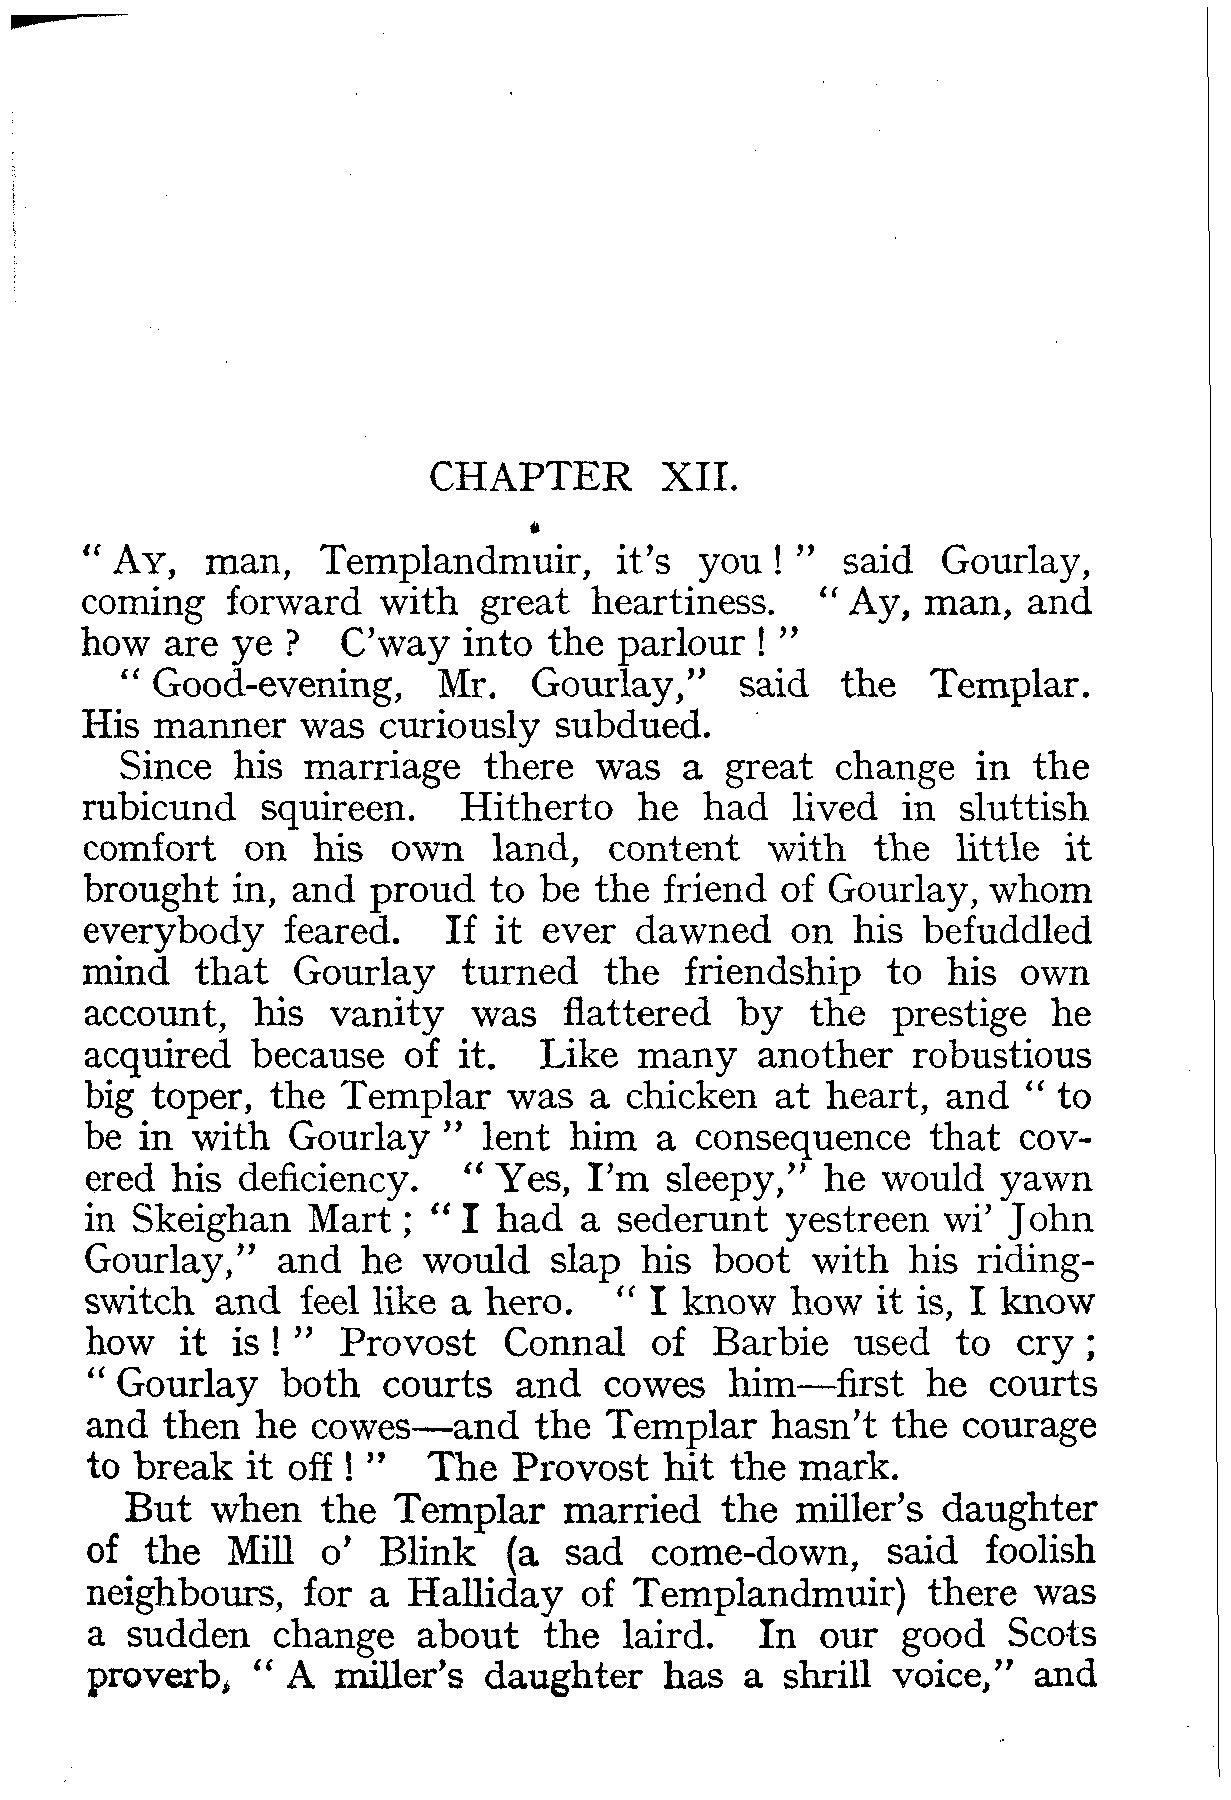 CHAPTER XII.
“ AY, man, Templandmuir, it’s you ! ” said Gourlay,
coming forward with great heartiness. “ Ay, man, and
how are ye ? C’way into the parlour ! ”
“ Good-evening, Mr. Gourlay,” said the Templar.
His manner was curiously subdued.
Since his marriage there was a great change in the
rubicund squireen. Hitherto he had lived in sluttish
comfort on his own land, content with the little it
brought in, and proud to be the friend of Gourlay, whom
everybody feared. If it ever dawned on his befuddled
mind that Gourlay turned the friendship to his own
account, his vanity was flattered by the prestige he
acquired because of it. Like many another robustious
big toper, the Templar was a chicken at heart, and “ to
be in with Gourlay ” lent him a consequence that cov-
ered his deficiency. “ Yes, I’m sleepy,” he would yawn
in Skeighan Mart ; “ I had a sederunt yestreen wi’ John
Gourlay,” and he would slap his boot with his riding-
switch and feel like a hero. “ I know how it is, I know
how it is ! ” Provost Connal of Barbie used to cry ;
“ Gourlay both courts and cowes him—first he courts
and then he cowes—and the Templar hasn’t the courage
to break it off ! ” The Provost hit the mark.
But when the Templar married the miller’s daughter
of the Mill o’ Blink (a sad come-down, said foolish
neighbours, for a Halliday of Templandmuir) there was
a sudden change about the laird. In our good Scots
proverb, “ A miller’s daughter has a shrill voice,” and